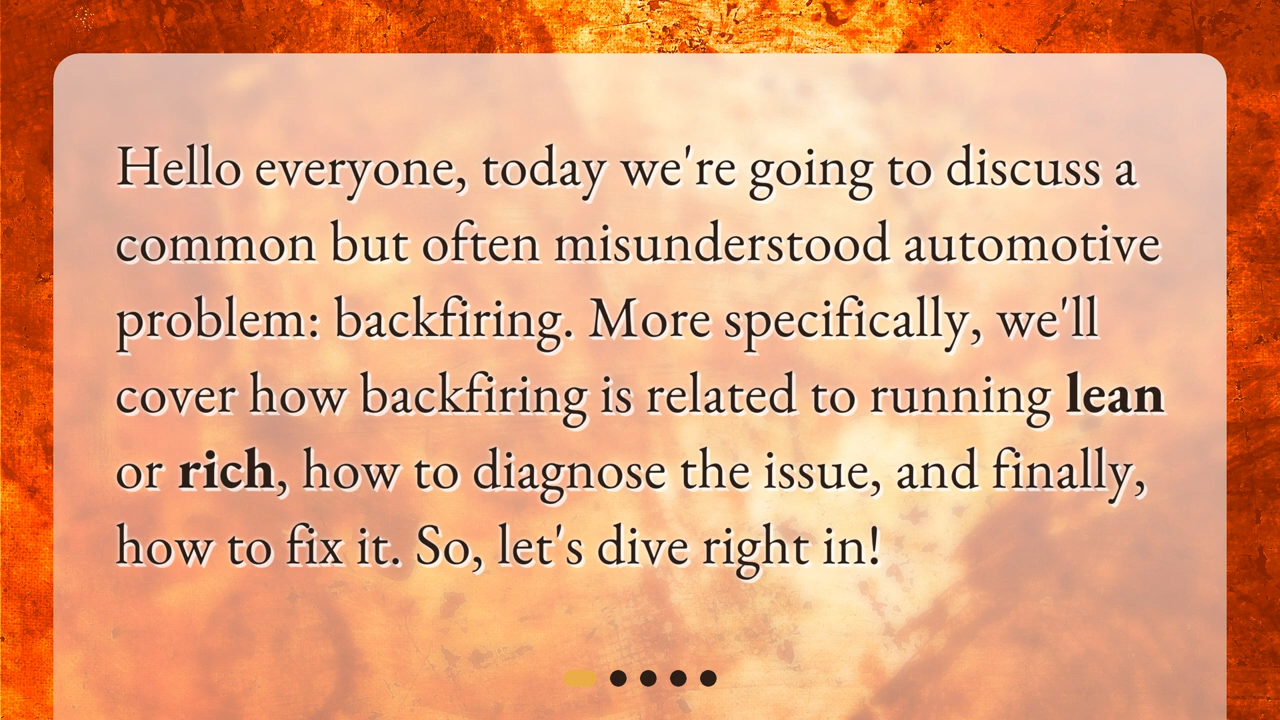 Hello everyone, today we're going to discuss a
common but often misunderstood automotive
problem: backfiring. More specifically, we'll
cover how backfiring is related to running lean
or rich, how to diagnose the issue, and finally,
how to fix it. So, let's dive right in!